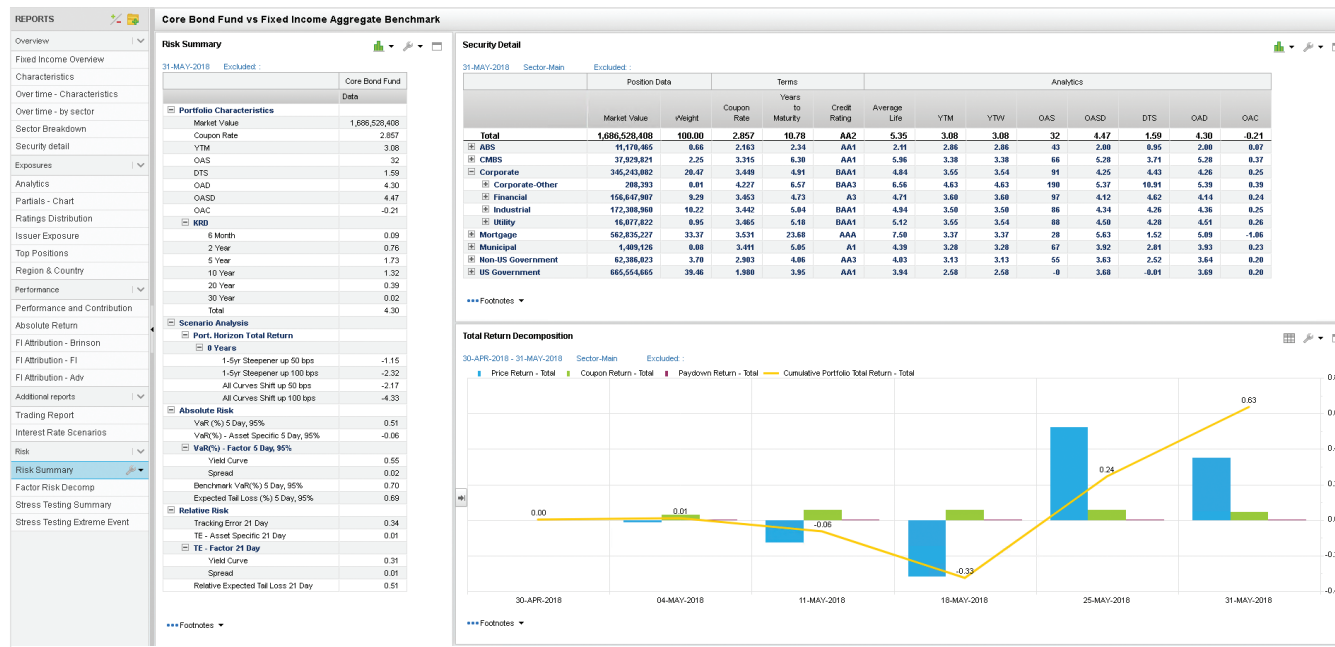 REPORTS
Overview
Fixed Income Overview
Characteristics
Over time - Characteristics
Over time - by sector
Sector Breakdown
Security detail
Exposures
Analytics
Partials - Chart
Ratings Distribution
Issuer Exposure
Top Positions
Region & Country
Performance
Performance and Contribution
Absolute Return
FI Attribution - Brinson
FI Attribution - FI
FI Attribution - Adv
Additional reports
Trading Report
Interest Rate Scenarios
Risk
Risk Summary
Factor Risk Decomp
Stress Testing Summary
Stress Testing Extreme Event
Core Bond Fund vs Fixed Income Aggregate Benchmark
Risk Summary
31-MAY-2018 Excluded: :
Core Bond Fund
Data
Portfolio Characteristics
Market Value 1,686,528,408
Coupon Rate 2.857
YTM 3.08
OAS 32
DTS 1.59
OAD 4.30
OASD 4.47
OAC -0.21
KRD
6 Month 0.09
2 Year 0.76
5 Year 1.73
10 Year 1.32
20 Year 0.39
30 Year 0.02
Total 4.30
Scenario Analysis
Port. Horizon Total Return
0 Years
1-5yr Steepener up 50 bps -1.15
1-5yr Steepener up 100 bps -2.32
All Curves Shift up 50 bps -2.17
All Curves Shift up 100 bps -4.33
Absolute Risk
VaR (%) 5 Day, 95% 0.51
VaR(%) - Asset Specific 5 Day, 95% -0.06
VaR(%) - Factor 5 Day, 95%
Yield Curve 0.55
Spread 0.02
Benchmark VaR(%) 5 Day, 95% 0.70
Expected Tail Loss (%) 5 Day, 95% 0.69
Relative Risk
Tracking Error 21 Day 0.34
TE - Asset Specific 21 Day 0.01
TE - Factor 21 Day
Yield Curve 0.31
Spread 0.01
Relative Expected Tail Loss 21 Day 0.51
Footnotes
Security Detail
31-MAY-2018 Sector-Main Excluded: :
Position Data Terms Analytics
Market Value Weight Coupon Rate Years to Maturity Credit Rating Average Life YTM YTW OAS OASD DTS OAD OAC
Total 1,686,528,408 100.00 2.857 10.78 AA2 5.35 3.08 3.08 32 4.47 1.59 4.30 -0.21
ABS 11,170,465 0.66 2.163 2.34 AA1 2.11 2.86 2.86 43 2.00 0.95 2.00 0.07
CMBS 37,929,821 2.25 3.315 6.30 AA1 5.96 3.38 3.38 66 5.28 3.71 5.28 0.37
Corporate 345,243,082 20.47 3.449 4.91 BAA1 4.84 3.55 3.54 91 4.25 4.43 4.26 0.25
Corporate-Other 208,393 0.01 4.227 6.57 BAA3 6.56 4.63 4.63 190 5.37 10.91 5.39 0.39
Financial 156,647,907 9.29 3.453 4.73 A3 4.71 3.60 3.60 97 4.12 4.62 4.14 0.24
Industrial 172,308,960 10.22 3.442 5.04 BAA1 4.94 3.50 3.50 86 4.34 4.26 4.36 0.25
Utility 16,077,822 0.95 3.465 5.18 BAA1 5.12 3.55 3.54 88 4.50 4.28 4.51 0.26
Mortgage 562,835,227 33.37 3.531 23.68 AAA 7.50 3.37 3.37 28 5.63 1.52 5.09 -1.06
Municipal 1,409,126 0.08 3.411 5.05 A1 4.39 3.28 3.28 67 3.92 2.81 3.93 0.23
Non-US Government 62,386,023 3.70 2.903 4.06 AA3 4.03 3.13 3.13 55 3.63 2.52 3.64 0.20
US Government 665,554,665 39.46 1.980 3.95 AA1 3.94 2.58 2.58 -0 3.68 -0.01 3.69 0.20
Footnotes
Total Return Decomposition
30-APR-2018 - 31-MAY-2018 Sector-Main Excluded: :
Price Return - Total Coupon Return - Total Paydown Return - Total Cumulative Portfolio Total Return - Total
0.00 0.01 -0.06 -0.33 0.24 0.63
30-APR-2018 04-MAY-2018 11-MAY-2018 18-MAY-2018 25-MAY-2018 31-MAY-2018
Footnotes